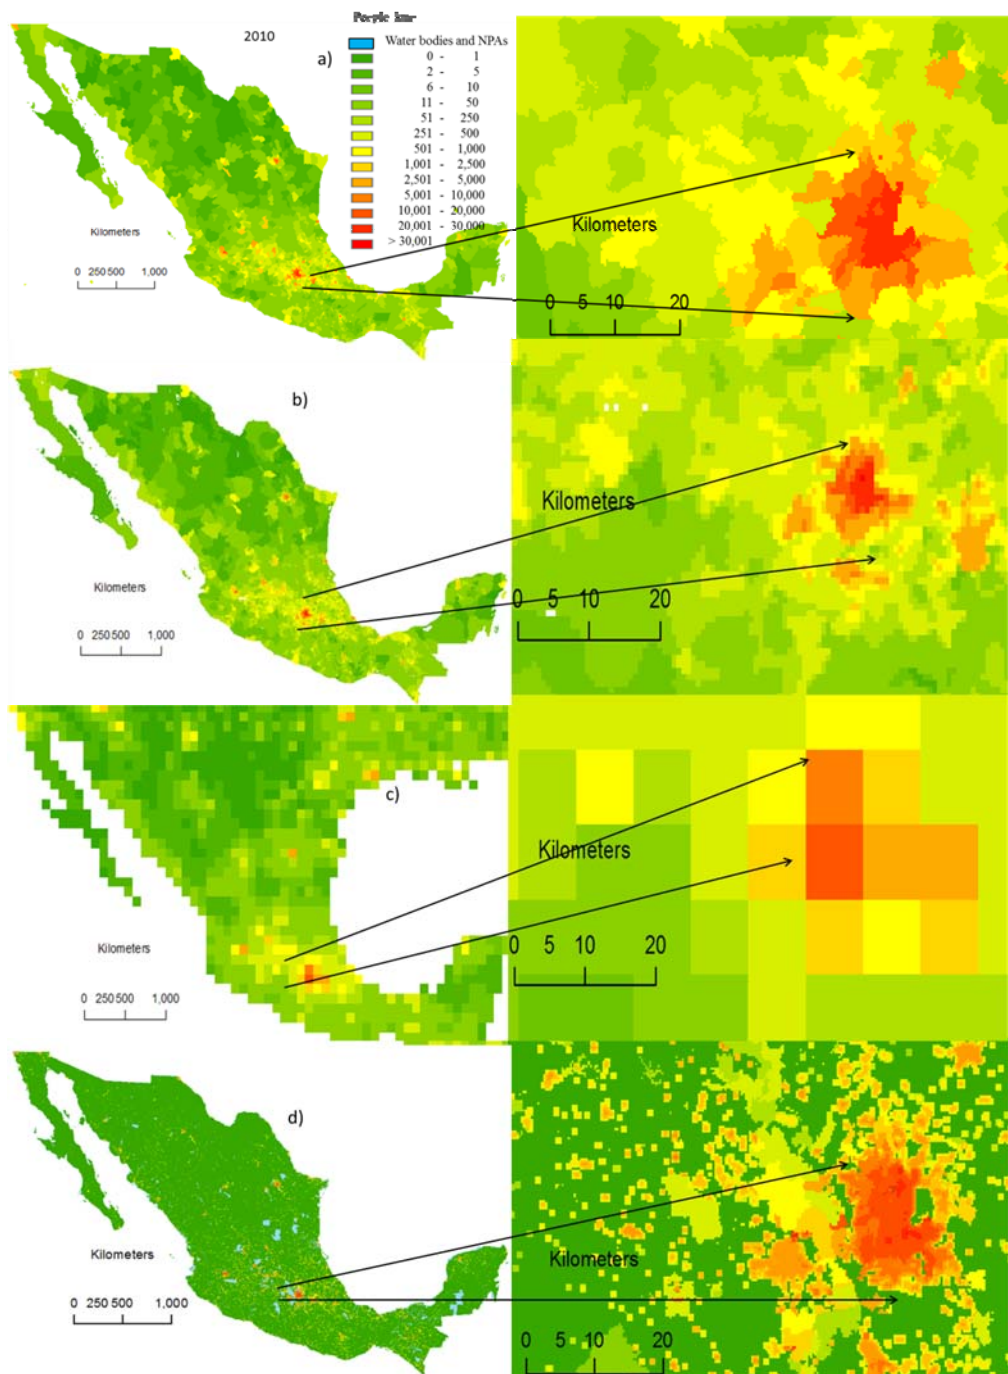 2010
a)
Water bodies and NPAs
0 - 1
2 - 5
6 - 10
11 - 50
51 - 250
251 - 500
501 - 1,000
1,001 - 2,500
2,501 - 5,000
5,001 - 10,000
10,001 - 20,000
20,001 - 30,000
> 30,001
Kilometers
0 250 500 1,000
Kilometers
0 5 10 20
b)
Kilometers
0 250 500 1,000
Kilometers
0 5 10 20
c)
Kilometers
0 250 500 1,000
Kilometers
0 5 10 20
d)
Kilometers
0 250 500 1,000
Kilometers
0 5 10 20